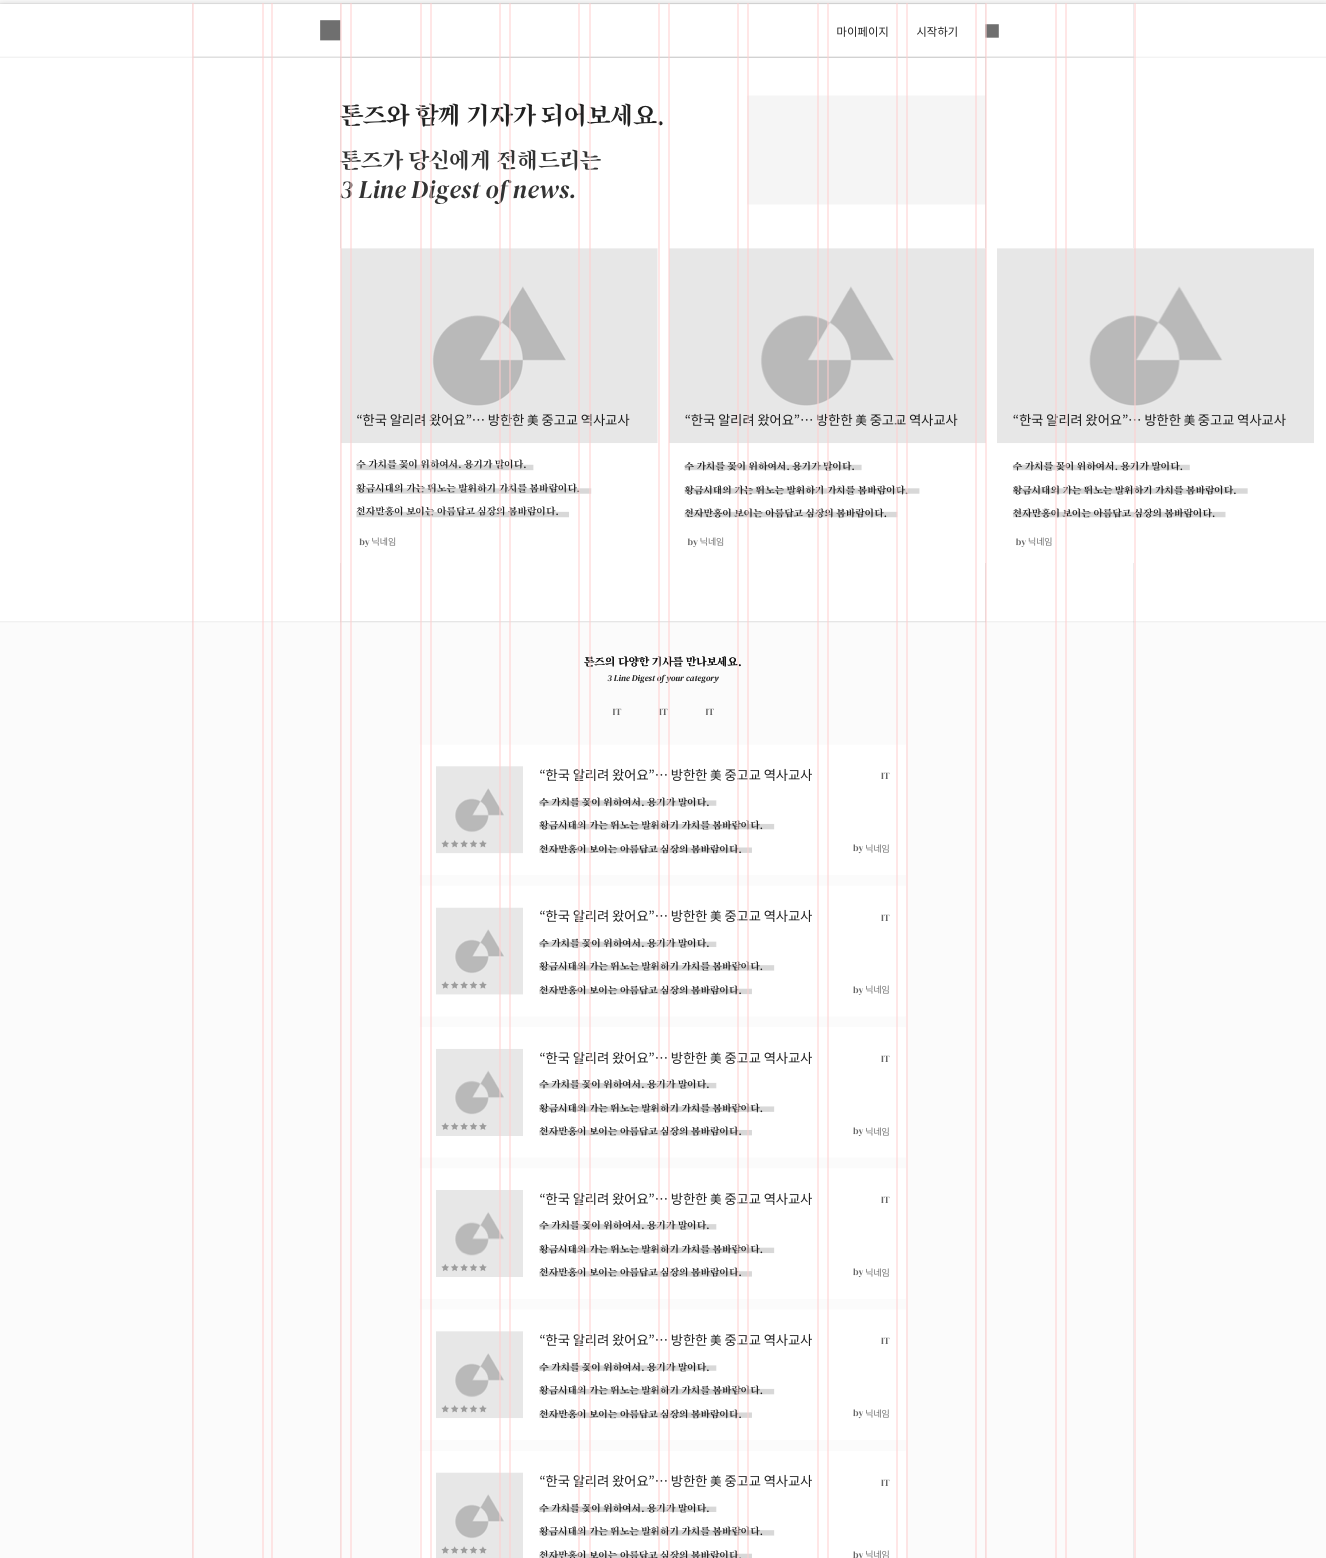 마이페이지
시작하기
톤즈와 함께 기자가 되어보세요.
톤즈가 당신에게 전해드리는
3 Line Digest of news.
“한국 알리려 왔어요”… 방한한 美 중고교 역사교사
수 가치를 꽃이 위하여서. 용기가 말이다.
황금시대의 가는 뛰노는 발휘하기 가치를 봄바람이다.
천자만홍이 보이는 아름답고 심장의 봄바람이다.
by 닉네임
“한국 알리려 왔어요”… 방한한 美 중고교 역사교사
수 가치를 꽃이 위하여서. 용기가 말이다.
황금시대의 가는 뛰노는 발휘하기 가치를 봄바람이다.
천자만홍이 보이는 아름답고 심장의 봄바람이다.
by 닉네임
“한국 알리려 왔어요”… 방한한 美 중고교 역사교사
수 가치를 꽃이 위하여서. 용기가 말이다.
황금시대의 가는 뛰노는 발휘하기 가치를 봄바람이다.
천자만홍이 보이는 아름답고 심장의 봄바람이다.
by 닉네임
톤즈의 다양한 기사를 만나보세요.
3 Line Digest of your category
IT
IT
IT
“한국 알리려 왔어요”… 방한한 美 중고교 역사교사
IT
수 가치를 꽃이 위하여서. 용기가 말이다.
황금시대의 가는 뛰노는 발휘하기 가치를 봄바람이다.
천자만홍이 보이는 아름답고 심장의 봄바람이다.
by 닉네임
“한국 알리려 왔어요”… 방한한 美 중고교 역사교사
IT
수 가치를 꽃이 위하여서. 용기가 말이다.
황금시대의 가는 뛰노는 발휘하기 가치를 봄바람이다.
천자만홍이 보이는 아름답고 심장의 봄바람이다.
by 닉네임
“한국 알리려 왔어요”… 방한한 美 중고교 역사교사
IT
수 가치를 꽃이 위하여서. 용기가 말이다.
황금시대의 가는 뛰노는 발휘하기 가치를 봄바람이다.
천자만홍이 보이는 아름답고 심장의 봄바람이다.
by 닉네임
“한국 알리려 왔어요”… 방한한 美 중고교 역사교사
IT
수 가치를 꽃이 위하여서. 용기가 말이다.
황금시대의 가는 뛰노는 발휘하기 가치를 봄바람이다.
천자만홍이 보이는 아름답고 심장의 봄바람이다.
by 닉네임
“한국 알리려 왔어요”… 방한한 美 중고교 역사교사
IT
수 가치를 꽃이 위하여서. 용기가 말이다.
황금시대의 가는 뛰노는 발휘하기 가치를 봄바람이다.
천자만홍이 보이는 아름답고 심장의 봄바람이다.
by 닉네임
“한국 알리려 왔어요”… 방한한 美 중고교 역사교사
IT
수 가치를 꽃이 위하여서. 용기가 말이다.
황금시대의 가는 뛰노는 발휘하기 가치를 봄바람이다.
천자만홍이 보이는 아름답고 심장의 봄바람이다.
by 닉네임